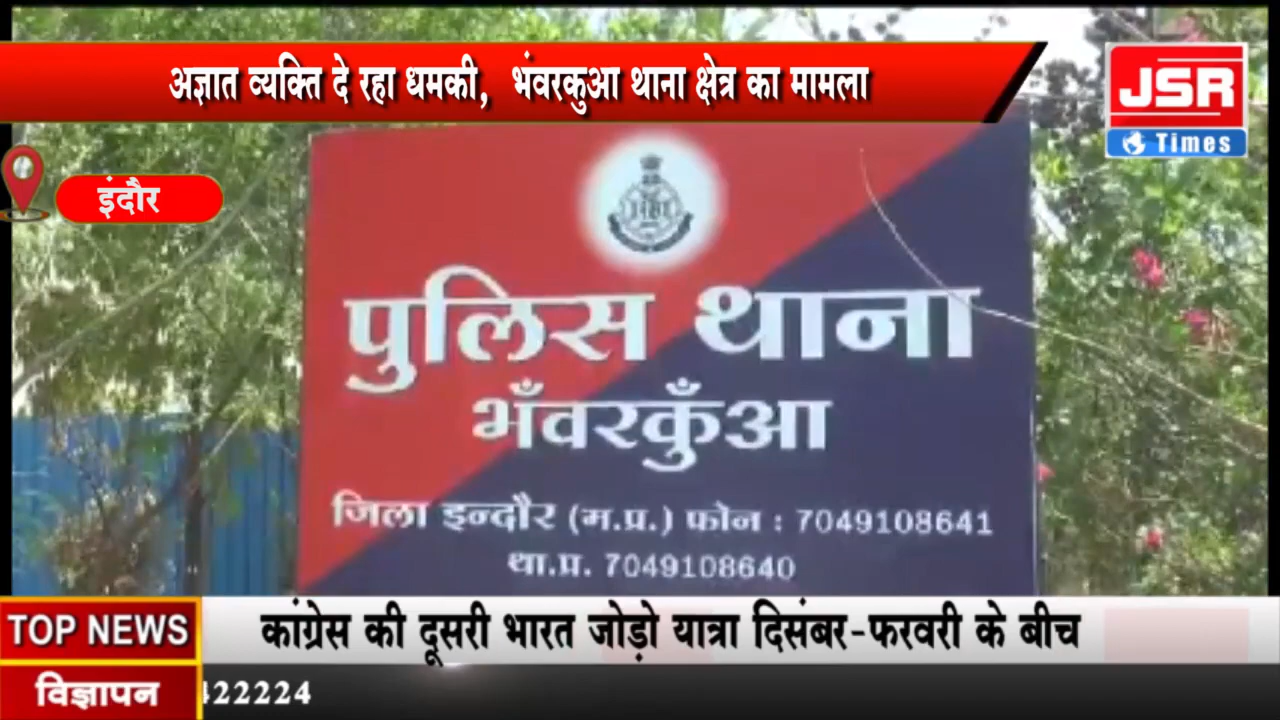 अज्ञात व्यक्ति दे रहा धमकी, भंवरकुआ थाना क्षेत्र का मामला
JSR
Times
इंदौर
पुलिस थाना
भँवरकुँआ
जिला इन्दौर (म.प्र.) फोन : 7049108641
था.प्र. 7049108640
TOP NEWS
कांग्रेस की दूसरी भारत जोड़ो यात्रा दिसंबर-फरवरी के बीच
विज्ञापन
422224